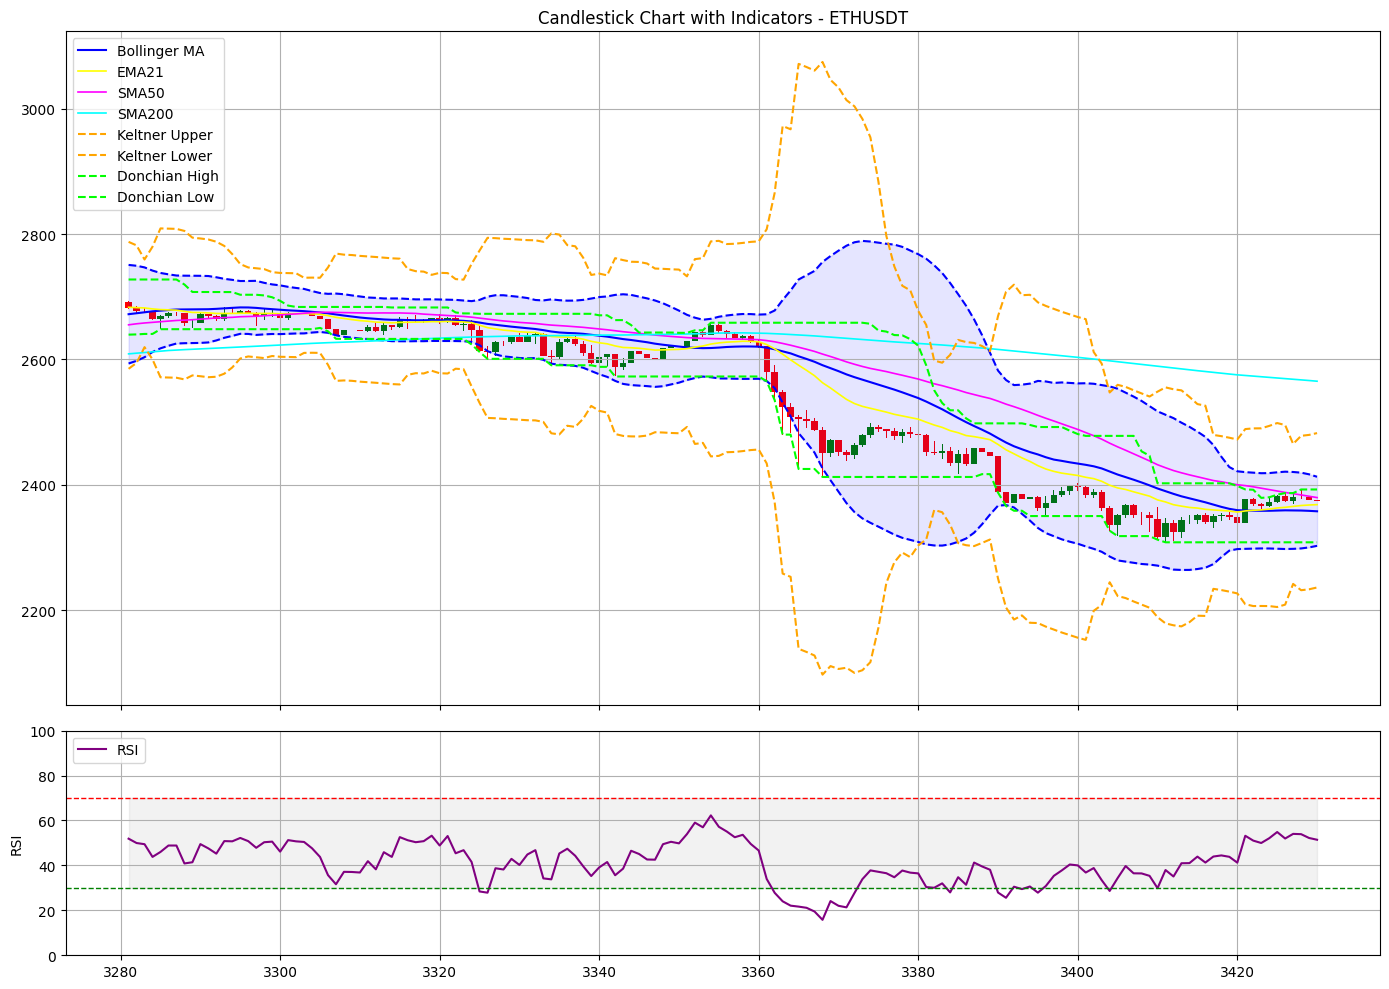 Candlestick Chart with Indicators - ETHUSDT
Bollinger MA
EMA21
SMA50
SMA200
Keltner Upper
Keltner Lower
Donchian High
Donchian Low
3000
2800
2600
2400
2200
RSI
100
80
60
40
20
0
RSI
3280 3300 3320 3340 3360 3380 3400 3420